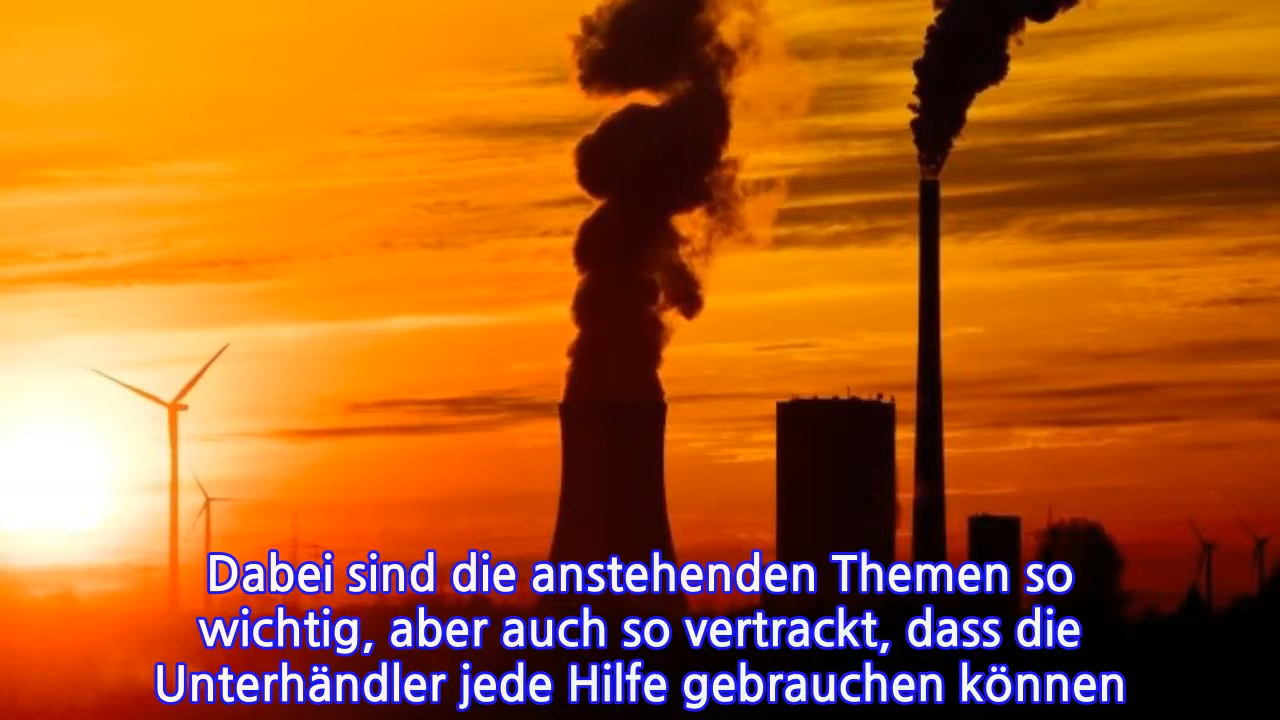 Dabei sind die anstehenden Themen so
wichtig, aber auch so vertrackt, dass die
Unterhändler jede Hilfe gebrauchen können